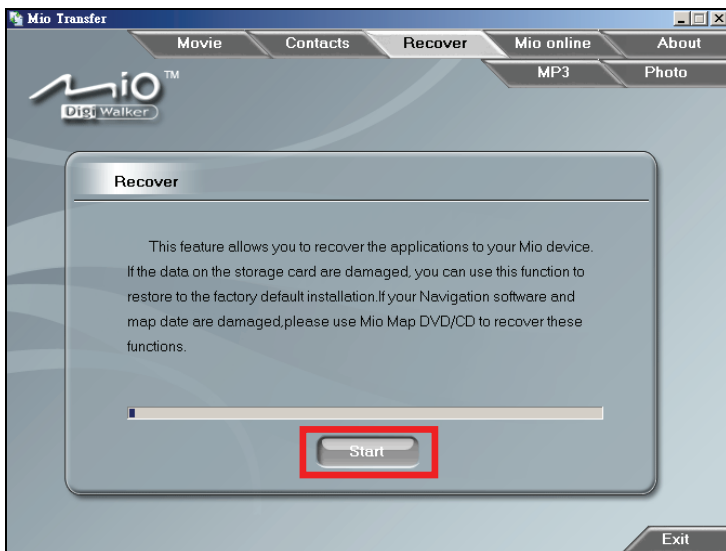 Mio Transfer
Movie Contacts Recover Mio online About
MP3 Photo
Mio TM
Digi Walker
Recover
This feature allows you to recover the applications to your Mio device.
If the data on the storage card are damaged, you can use this function to
restore to the factory default installation.If your Navigation software and
map date are damaged,please use Mio Map DVD/CD to recover these
functions.
Start
Exit